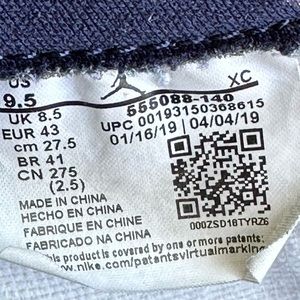 US
9.5
UK 8.5
EUR 43
cm 27.5
BR 41
CN 275
(2.5)
XC
555088-140
UPC 00193150368615
01/16/19 | 04/04/19
000ZSD18TYRZ6
MADE IN CHINA
HECHO EN CHINA
FABRIQUE EN CHINE
FABRICADO NA CHINA
This product is covered by one or more patents:
www.nike.com/patentsvirtualmarking